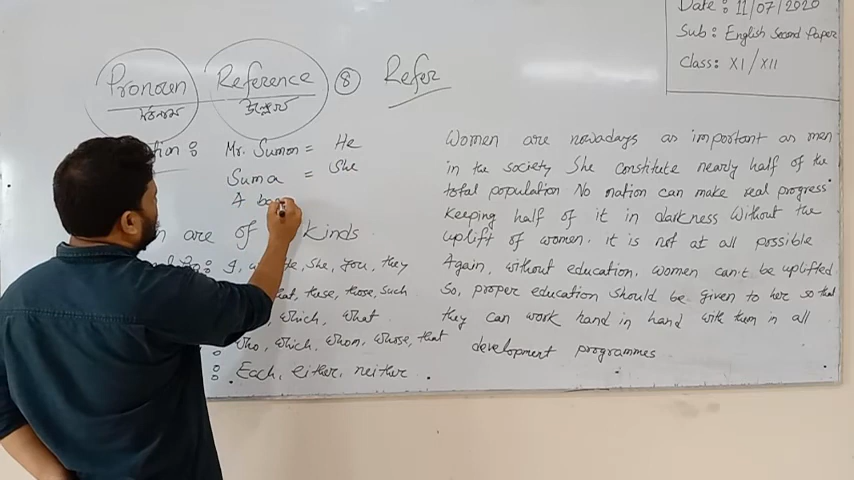 Date: 11/07/2020
Sub: English Second Paper
Class: XI/XII
Pronoun Reference ⑧ Refer
সর্বনাম
Mr. Sumon = He
Suma = She
A
are of kinds
I, she, you, they
these, those, such
which, what
who, which, whom, whose, that
: Each, either, neither.
Women are nowadays as important as men
in the society She constitute nearly half of the
total population No nation can make real progress
keeping half of it in darkness Without the
uplift of women, it is not at all possible
Again, without education, women can't be uplifted
So, proper education should be given to her so that
they can work hand in hand with them in all
development programmes